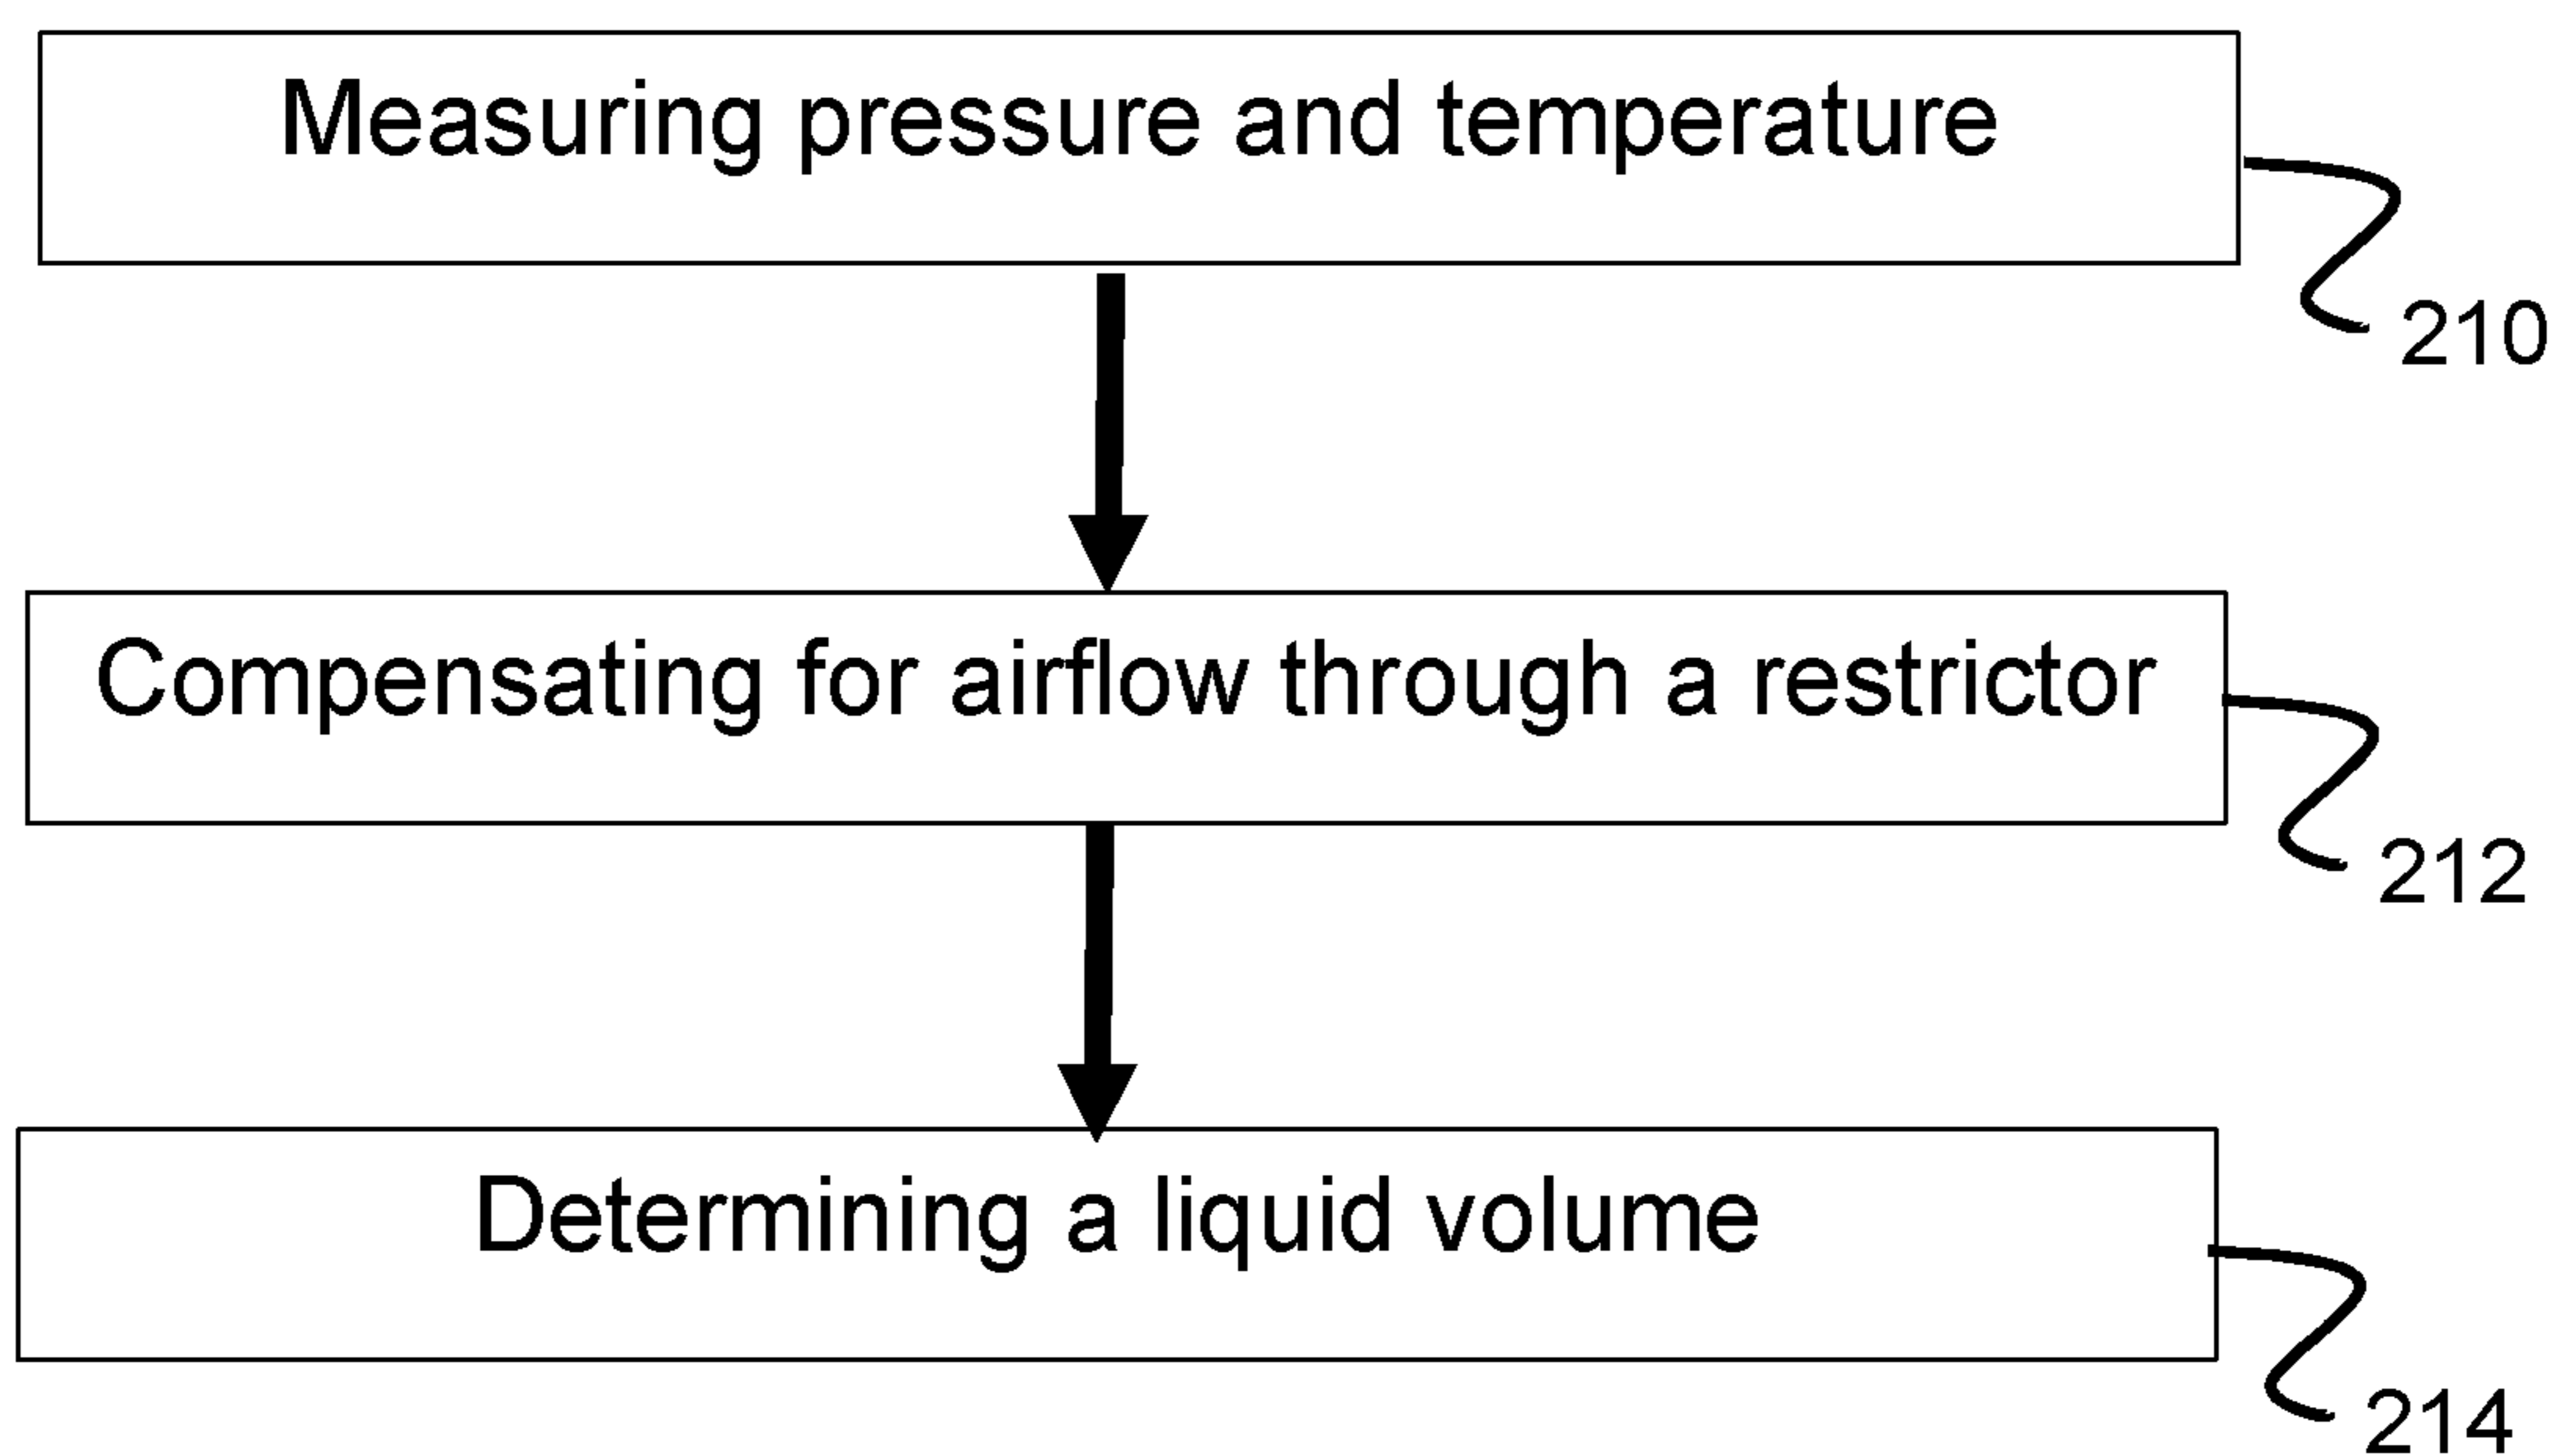 Measuring pressure and temperature
210
Compensating for airflow through a restrictor
212
Determining a liquid volume
214